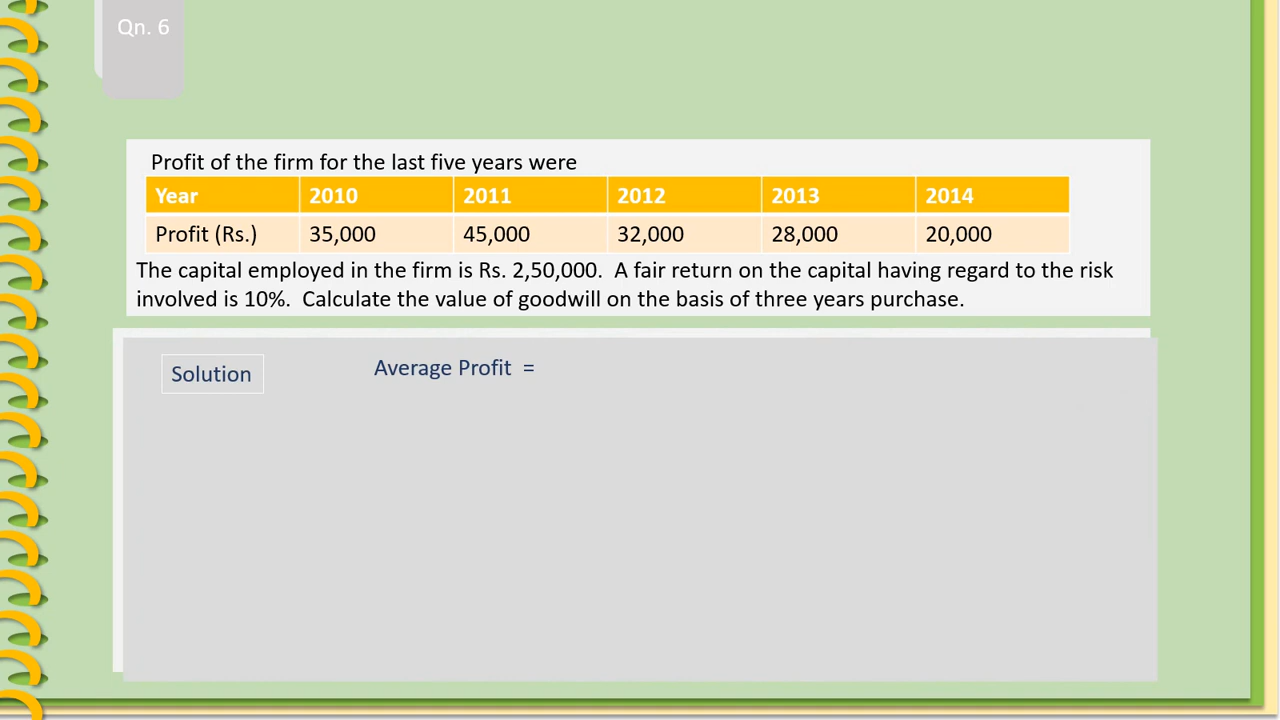 Qn. 6
Profit of the firm for the last five years were
Year 2010 2011 2012 2013 2014
Profit (Rs.) 35,000 45,000 32,000 28,000 20,000
The capital employed in the firm is Rs. 2,50,000. A fair return on the capital having regard to the risk
involved is 10%. Calculate the value of goodwill on the basis of three years purchase.
Solution Average Profit =